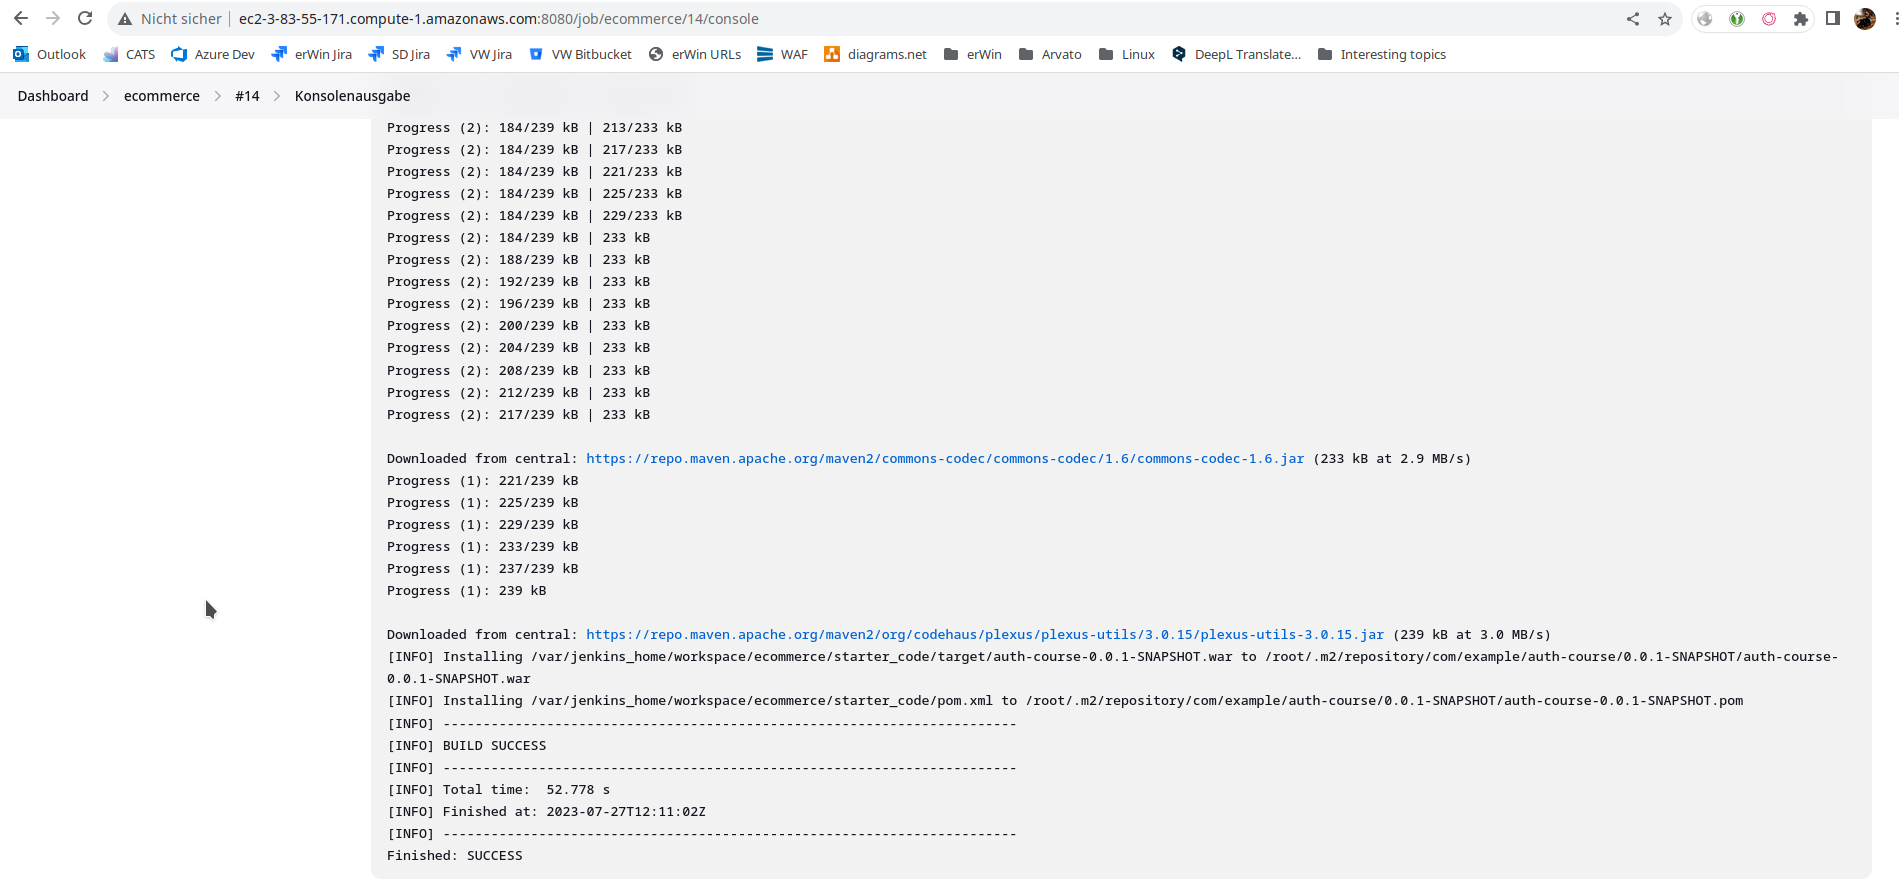 Nicht sicher ec2-3-83-55-171.compute-1.amazonaws.com:8080/job/ecommerce/14/console
Outlook CATS Azure Dev erWin Jira SD Jira VW Jira VW Bitbucket erWin URLs WAF diagrams.net erWin Arvato Linux DeepL Translate... Interesting topics
Dashboard ecommerce #14 Konsolenausgabe
Progress (2): 184/239 kB | 213/233 kB
Progress (2): 184/239 kB | 217/233 kB
Progress (2): 184/239 kB | 221/233 kB
Progress (2): 184/239 kB | 225/233 kB
Progress (2): 184/239 kB | 229/233 kB
Progress (2): 184/239 kB | 233 kB
Progress (2): 188/239 kB | 233 kB
Progress (2): 192/239 kB | 233 kB
Progress (2): 196/239 kB | 233 kB
Progress (2): 200/239 kB | 233 kB
Progress (2): 204/239 kB | 233 kB
Progress (2): 208/239 kB | 233 kB
Progress (2): 212/239 kB | 233 kB
Progress (2): 217/239 kB | 233 kB
Downloaded from central: https://repo.maven.apache.org/maven2/commons-codec/commons-codec/1.6/commons-codec-1.6.jar (233 kB at 2.9 MB/s)
Progress (1): 221/239 kB
Progress (1): 225/239 kB
Progress (1): 229/239 kB
Progress (1): 233/239 kB
Progress (1): 237/239 kB
Progress (1): 239 kB
Downloaded from central: https://repo.maven.apache.org/maven2/org/codehaus/plexus/plexus-utils/3.0.15/plexus-utils-3.0.15.jar (239 kB at 3.0 MB/s)
[INFO] Installing /var/jenkins_home/workspace/ecommerce/starter_code/target/auth-course-0.0.1-SNAPSHOT.war to /root/.m2/repository/com/example/auth-course/0.0.1-SNAPSHOT/auth-course-
0.0.1-SNAPSHOT.war
[INFO] Installing /var/jenkins_home/workspace/ecommerce/starter_code/pom.xml to /root/.m2/repository/com/example/auth-course/0.0.1-SNAPSHOT/auth-course-0.0.1-SNAPSHOT.pom
[INFO] ------------------------------------------------------------------------
[INFO] BUILD SUCCESS
[INFO] ------------------------------------------------------------------------
[INFO] Total time:  52.778 s
[INFO] Finished at: 2023-07-27T12:11:02Z
[INFO] ------------------------------------------------------------------------
Finished: SUCCESS